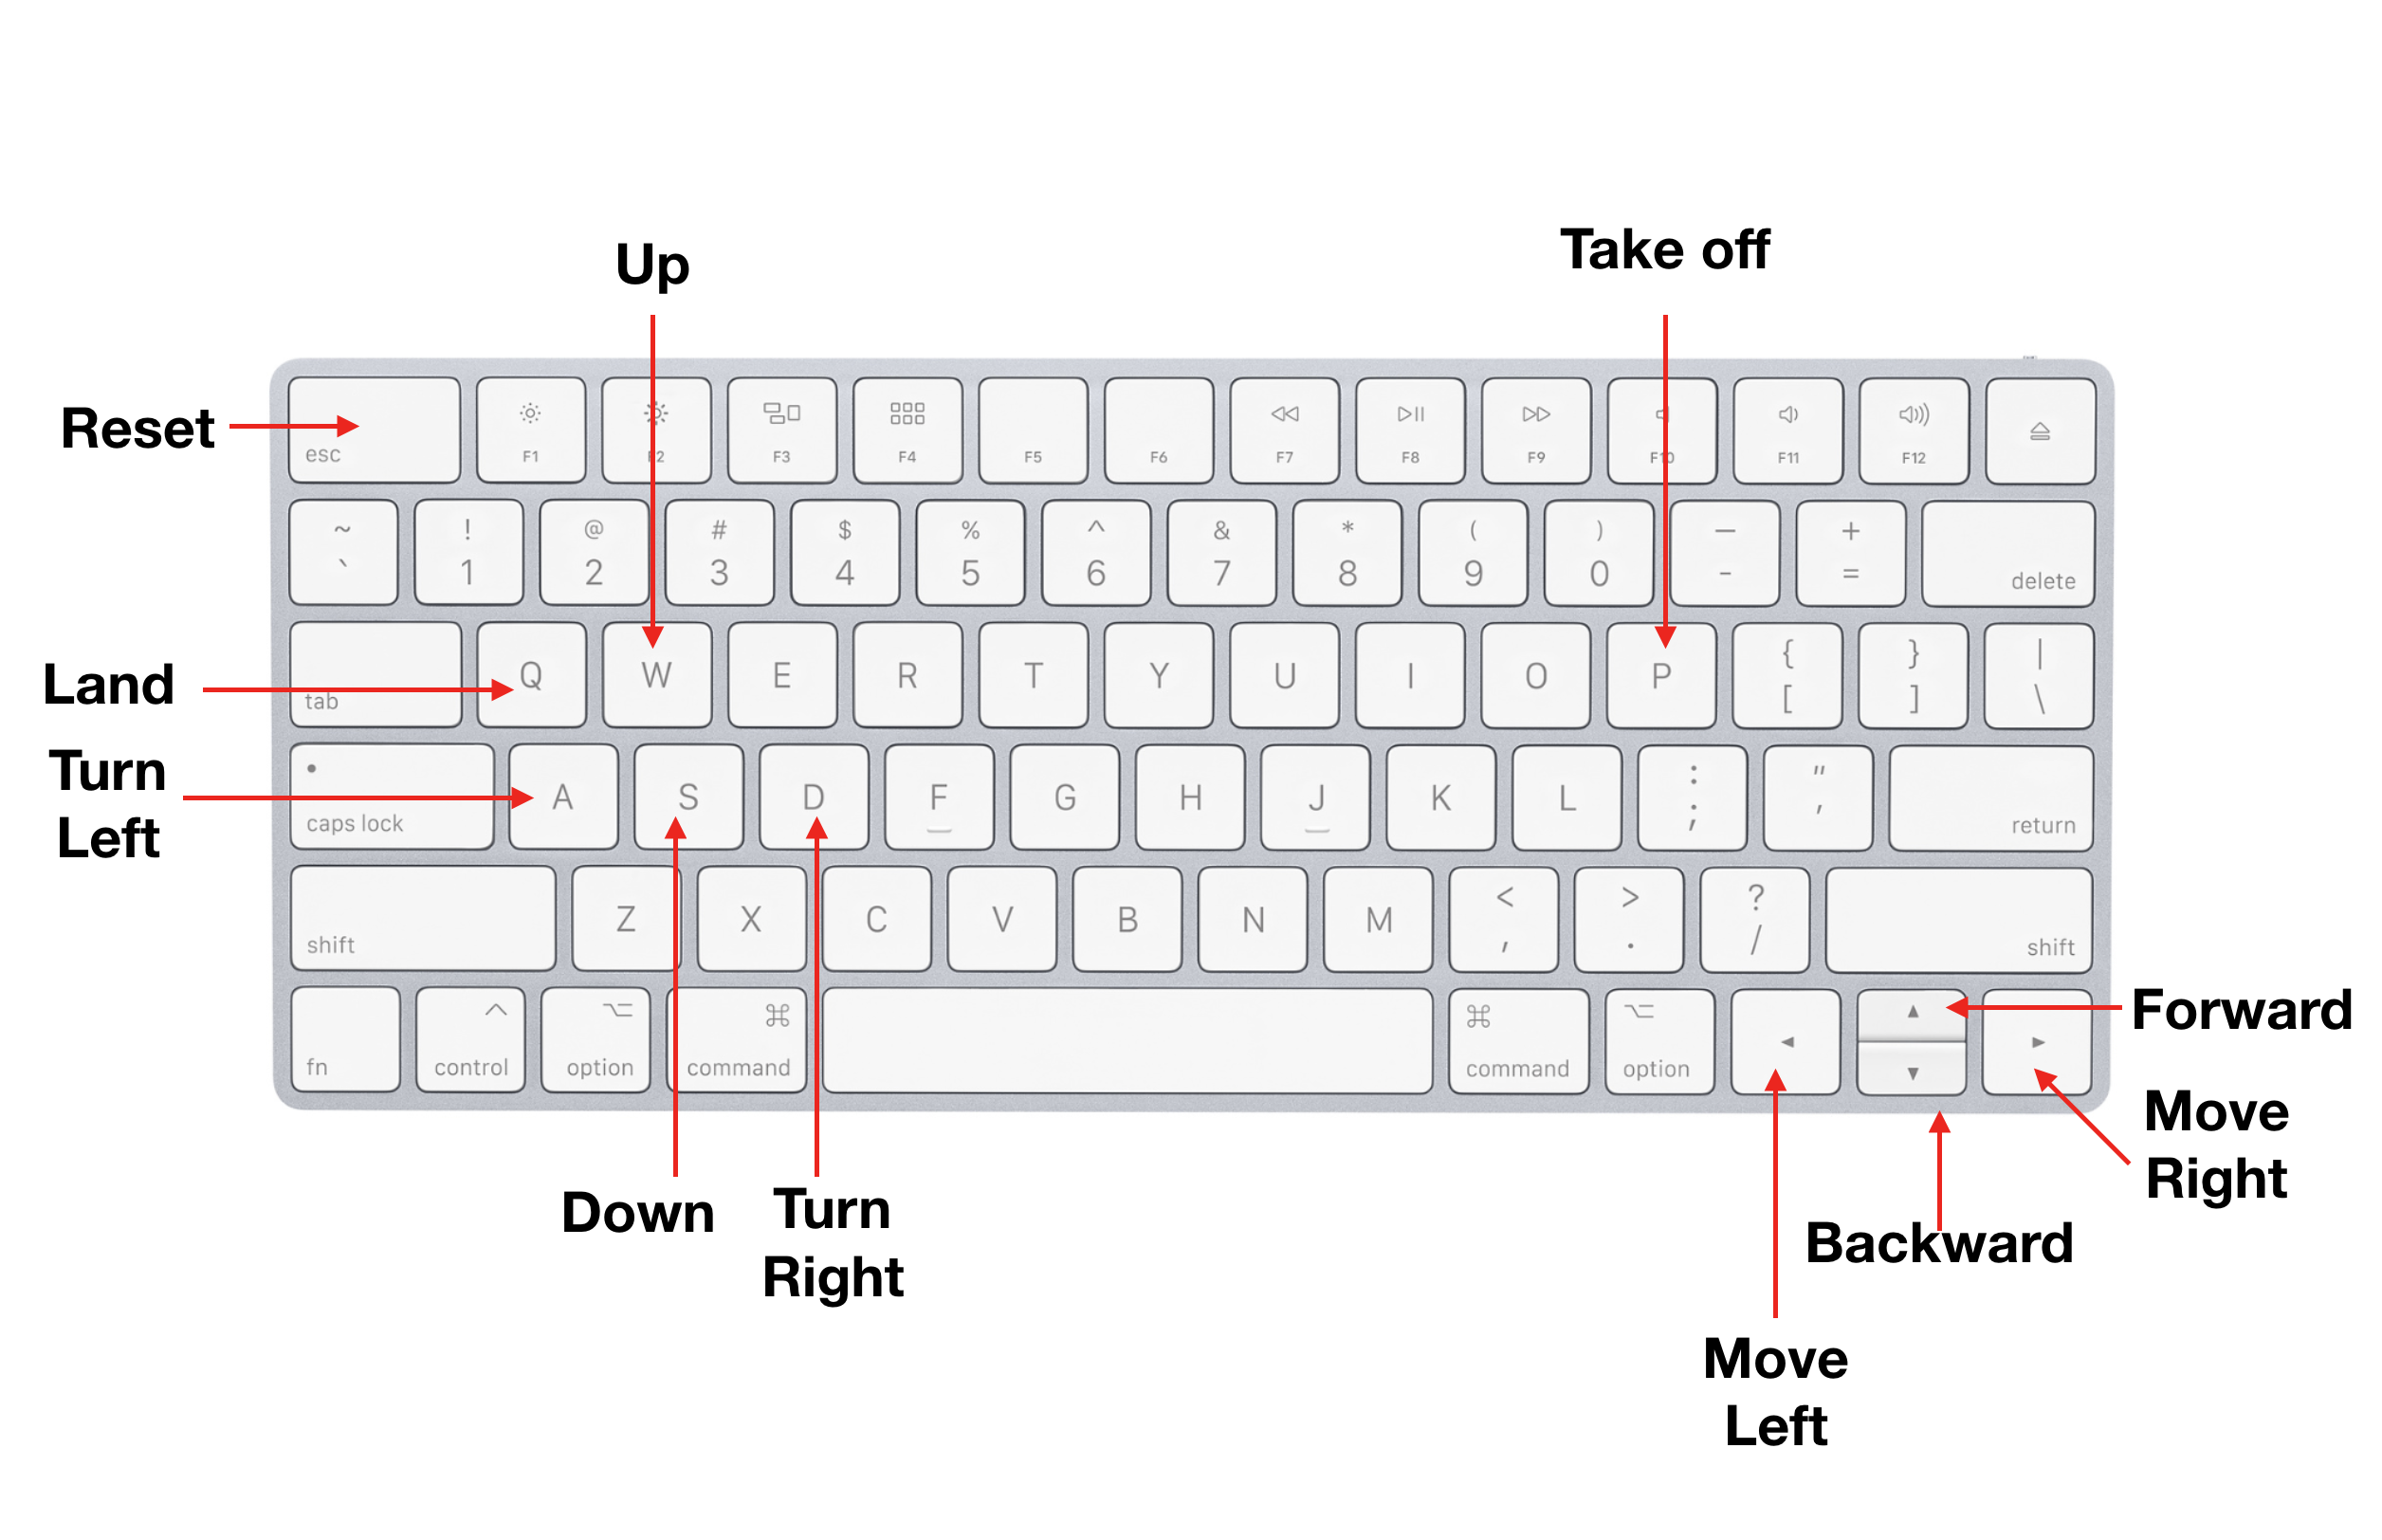 Up
Take off
Reset
esc
F1
F2
F3
F4
F5
F6
F7
F8
F9
F10
F11
F12
~ ! @ # $ % ^ & * ( ) — +
` 1 2 3 4 5 6 7 8 9 0 - =
delete
Land
tab
Q W E R T Y U I O P { } |
[ ] \
Turn
Left
caps lock
A S D F G H J K L : "
; '
return
shift
Z X C V B N M < > ?
, . /
shift
fn
control
option
command
command
option
Forward
Move
Right
Down
Turn
Right
Backward
Move
Left